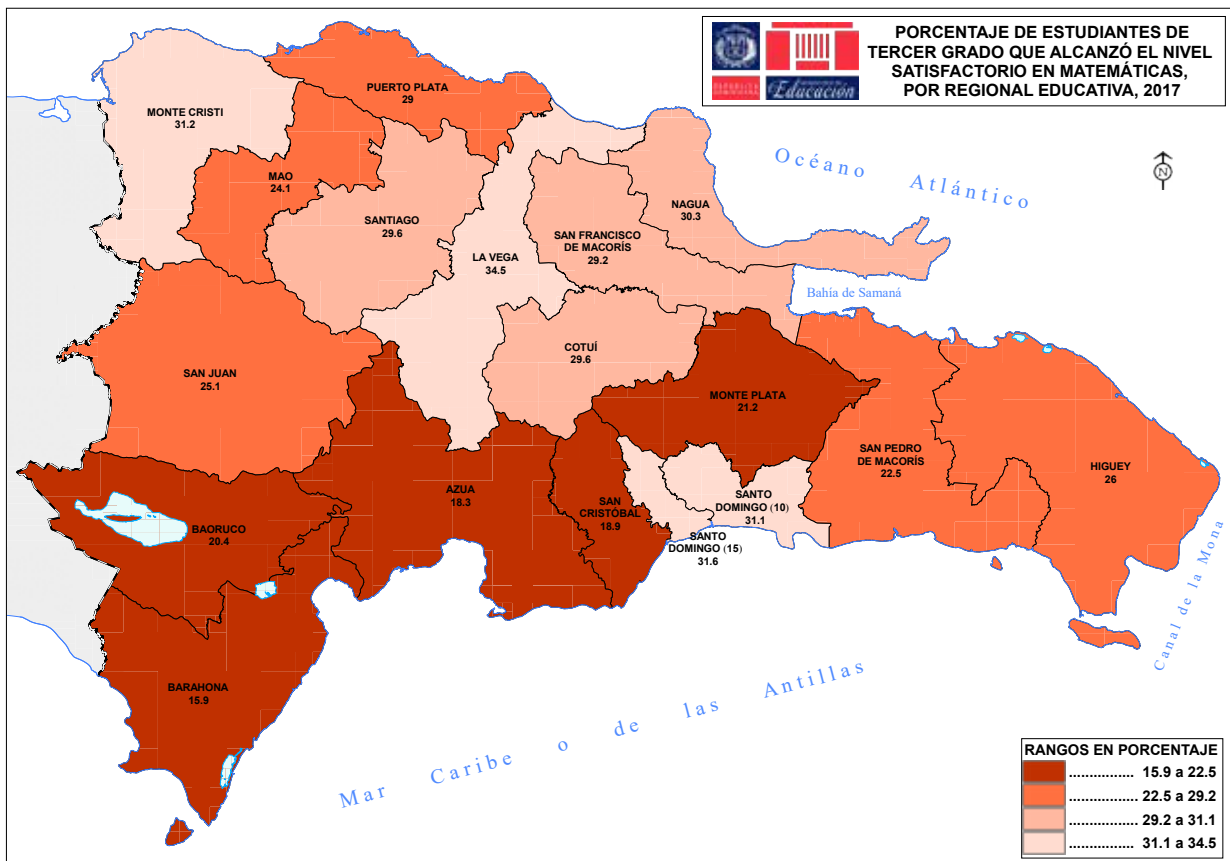 PORCENTAJE DE ESTUDIANTES DE
TERCER GRADO QUE ALCANZÓ EL NIVEL
SATISFACTORIO EN MATEMÁTICAS,
POR REGIONAL EDUCATIVA, 2017
Educación
PUERTO PLATA
29
MONTE CRISTI
31.2
MAO
24.1
Océano Atlántico
N
SANTIAGO
29.6
NAGUA
30.3
SAN FRANCISCO
DE MACORÍS
29.2
LA VEGA
34.5
Bahía de Samaná
COTUÍ
29.6
SAN JUAN
25.1
MONTE PLATA
21.2
SAN PEDRO
DE MACORÍS
22.5
HIGUEY
26
AZUA
18.3
SAN
CRISTÓBAL
18.9
SANTO
DOMINGO (10)
31.1
SANTO
DOMINGO (15)
31.6
BAORUCO
20.4
Canal de la Mona
BARAHONA
15.9
Mar Caribe o de las Antillas
RANGOS EN PORCENTAJE
................ 15.9 a 22.5
................ 22.5 a 29.2
................ 29.2 a 31.1
................ 31.1 a 34.5